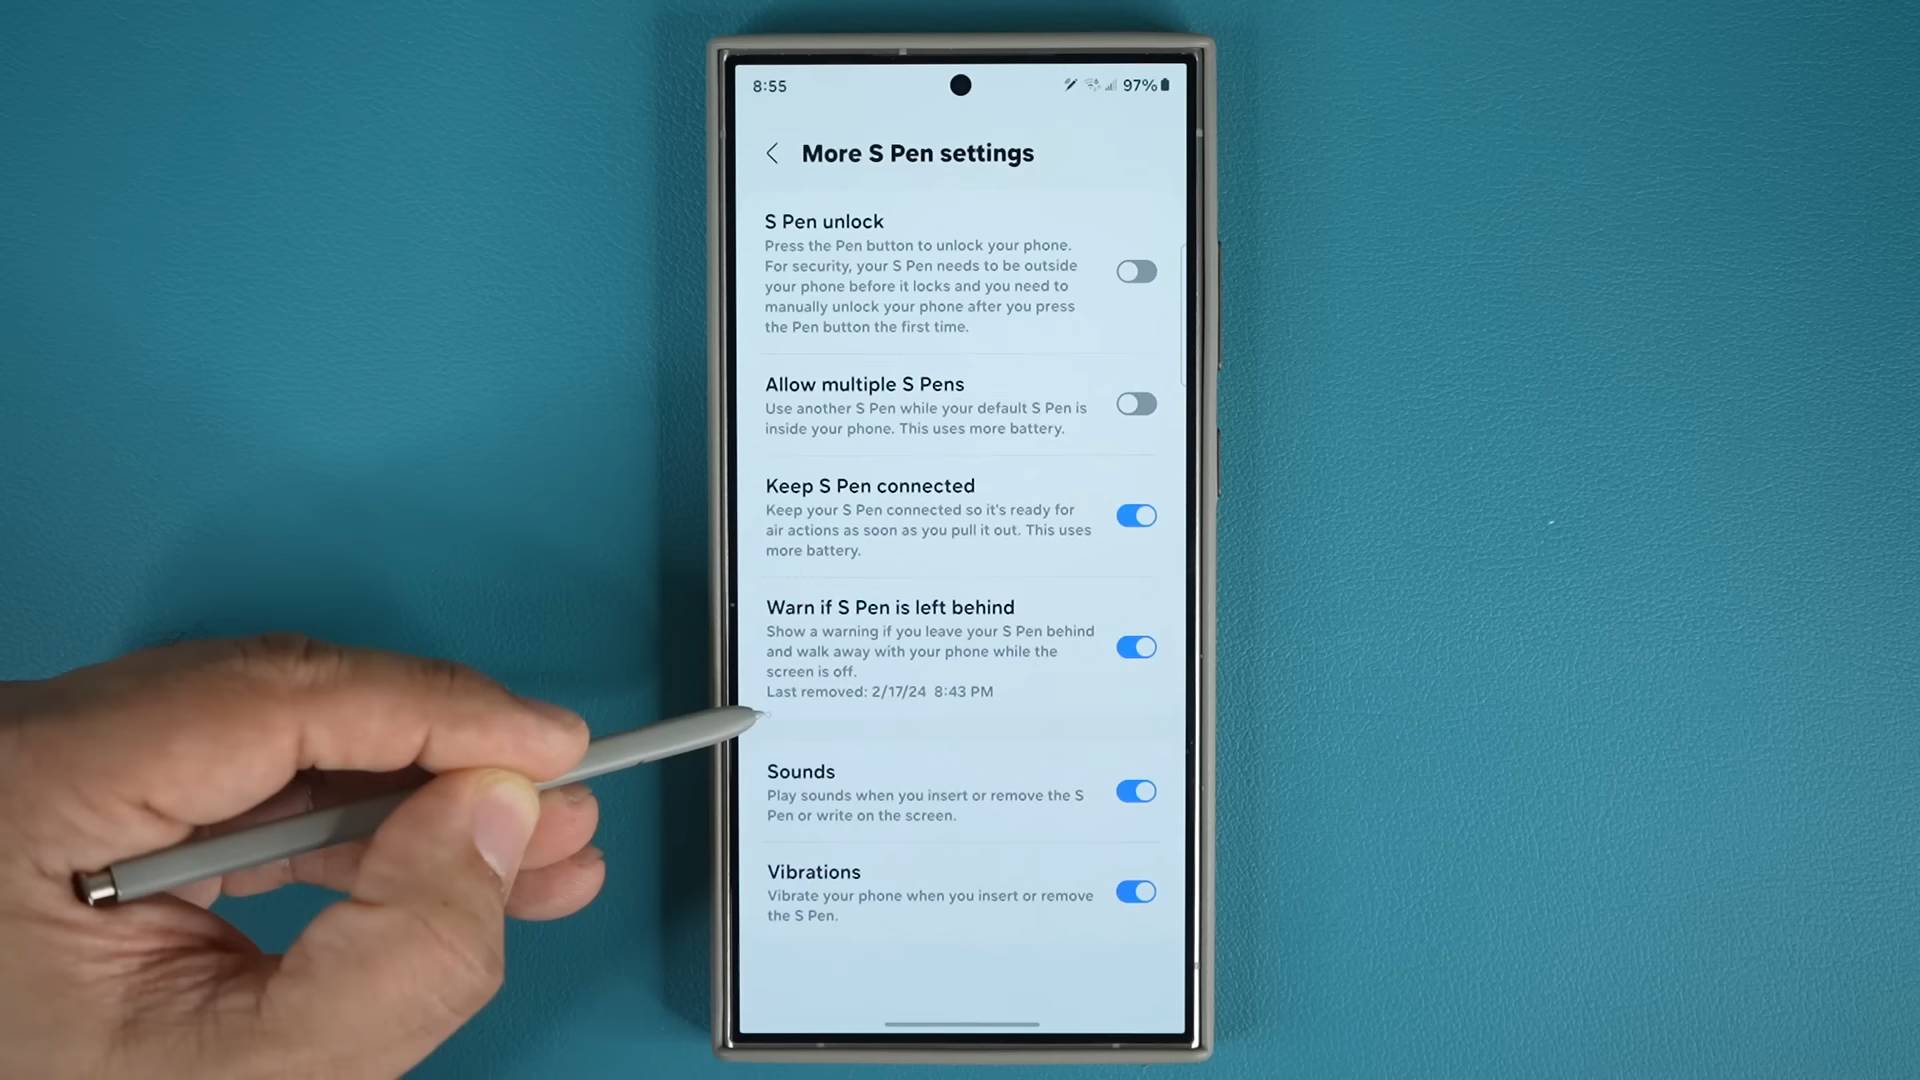 8:55
97%
More S Pen settings
S Pen unlock
Press the Pen button to unlock your phone.
For security, your S Pen needs to be outside
your phone before it locks and you need to
manually unlock your phone after you press
the Pen button the first time.
Allow multiple S Pens
Use another S Pen while your default S Pen is
inside your phone. This uses more battery.
Keep S Pen connected
Keep your S Pen connected so it's ready for
air actions as soon as you pull it out. This uses
more battery.
Warn if S Pen is left behind
Show a warning if you leave your S Pen behind
and walk away with your phone while the
screen is off.
Last removed: 2/17/24 8:43 PM
Sounds
Play sounds when you insert or remove the S
Pen or write on the screen.
Vibrations
Vibrate your phone when you insert or remove
the S Pen.